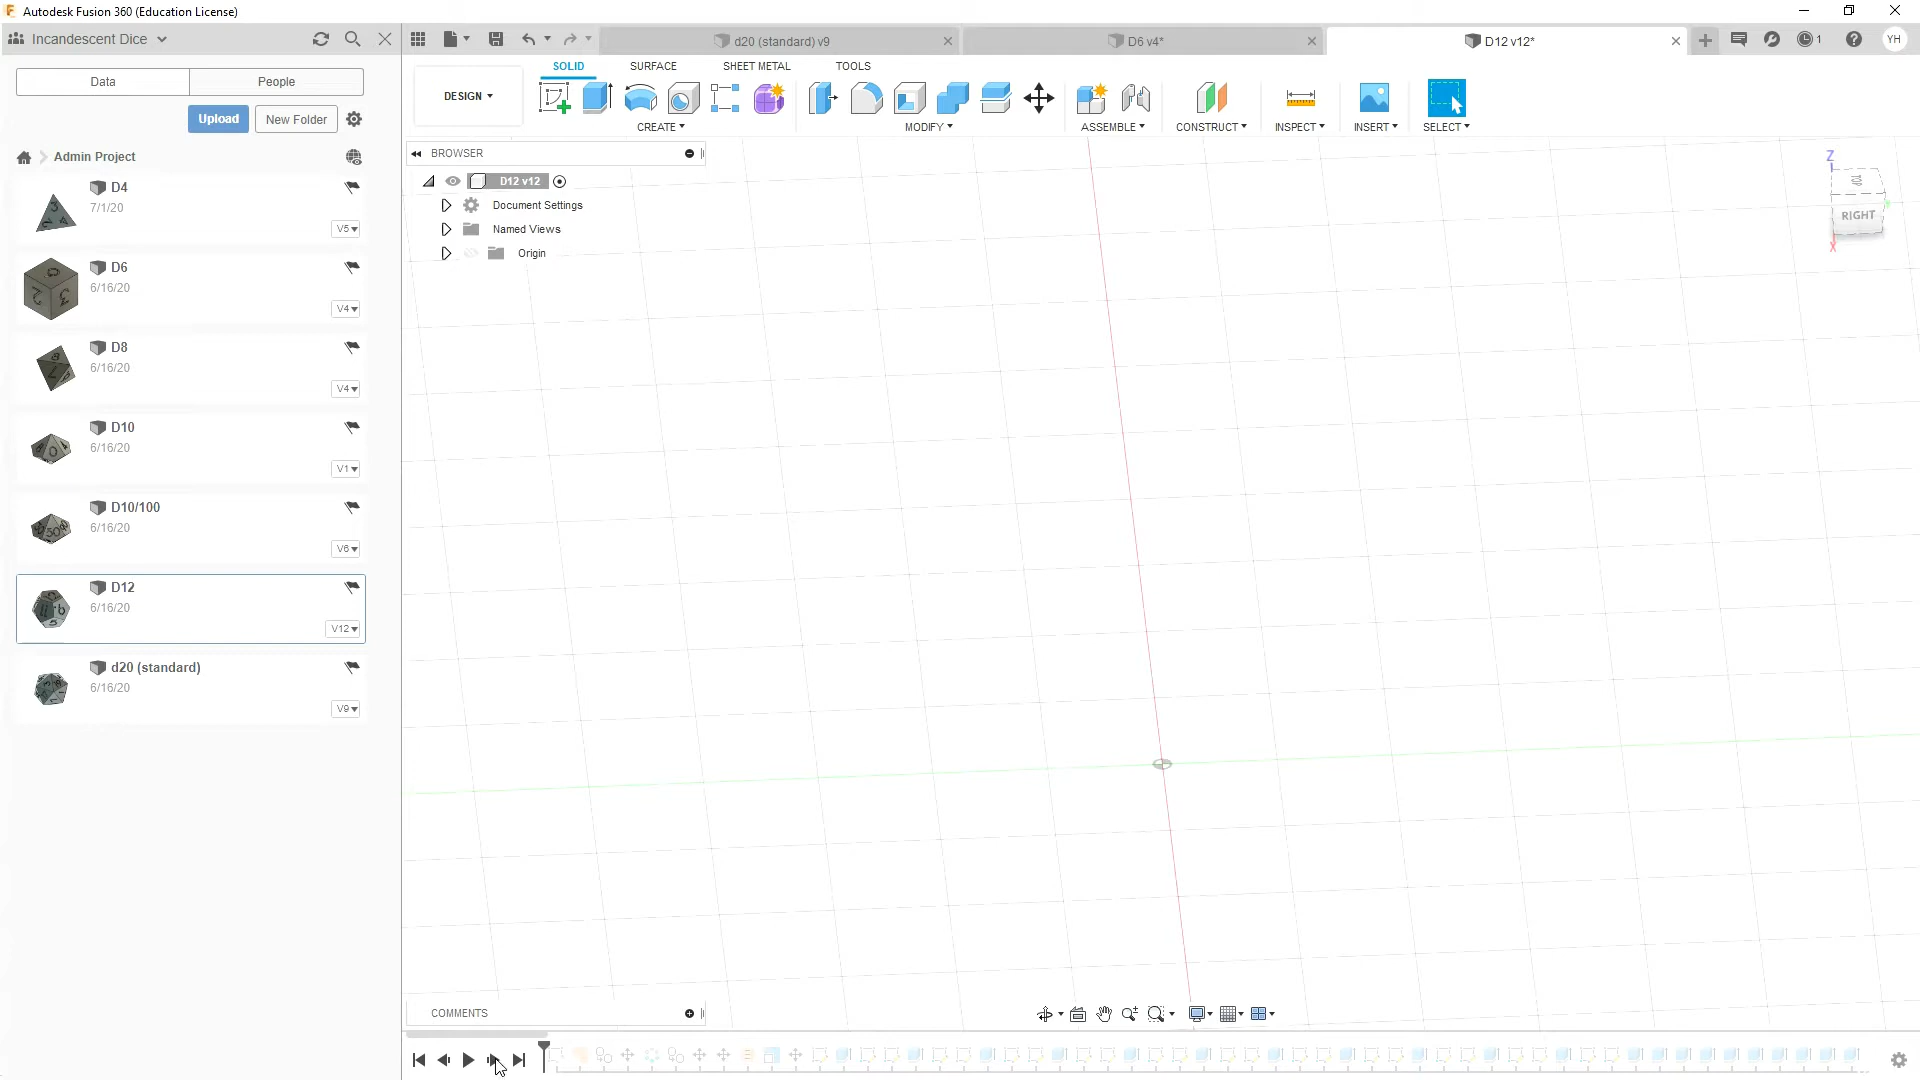 Autodesk Fusion 360 (Education License)
Incandescent Dice
d20 (standard) v9
D6 v4*
D12 v12*
1
YH
Data
People
Upload
New Folder
Admin Project
D4
7/1/20
V5
D6
6/16/20
V4
D8
6/16/20
V4
D10
6/16/20
V1
D10/100
6/16/20
V6
D12
6/16/20
V12
d20 (standard)
6/16/20
V9
SOLID
SURFACE
SHEET METAL
TOOLS
DESIGN
CREATE
MODIFY
ASSEMBLE
CONSTRUCT
INSPECT
INSERT
SELECT
BROWSER
D12 v12
Document Settings
Named Views
Origin
Z
TOP
RIGHT
X
COMMENTS